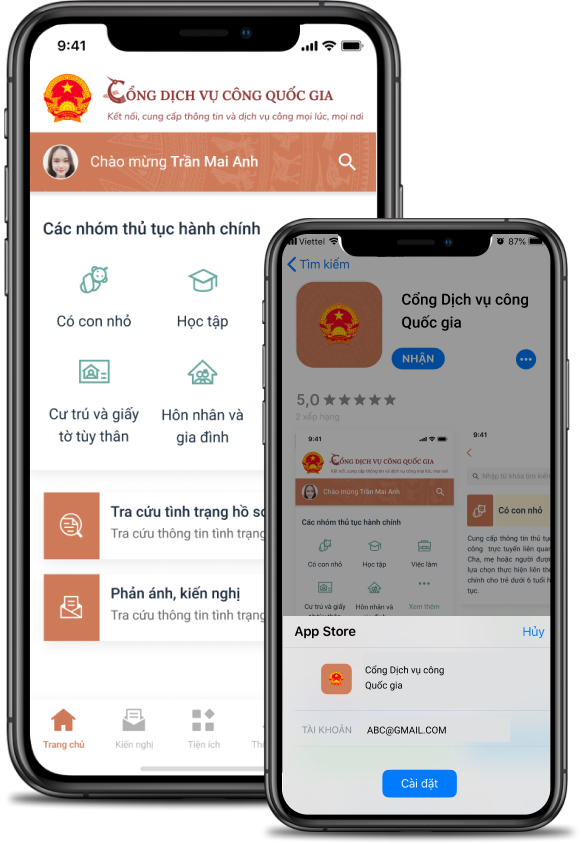 9:41
CỔNG DỊCH VỤ CÔNG QUỐC GIA
Kết nối, cung cấp thông tin và dịch vụ công mọi lúc, mọi nơi
Chào mừng Trần Mai Anh
Các nhóm thủ tục hành chính
Có con nhỏ
Học tập
Cư trú và giấy
tờ tùy thân
Hôn nhân và
gia đình
Tra cứu tình trạng hồ sơ
Tra cứu thông tin tình trạng
Phản ánh, kiến nghị
Tra cứu thông tin tình trạng
Trang chủ
Kiến nghị
Tiện ích
Viettel
87%
Tìm kiếm
Cổng Dịch vụ công
Quốc gia
NHẬN
5,0
2 xếp hạng
9:41
CỔNG DỊCH VỤ CÔNG QUỐC GIA
Kết nối, cung cấp thông tin và dịch vụ công mọi lúc, mọi nơi
Chào mừng Trần Mai Anh
Các nhóm thủ tục hành chính
Có con nhỏ
Học tập
Việc làm
Cư trú và giấy
Hôn nhân và
Xem thêm
9:41
Nhập từ khóa tìm kiếm
Có con nhỏ
Cung cấp thông tin thủ tục
công trực tuyến liên quan
Cha, mẹ hoặc người được
lựa chọn thực hiện liên thông
chính cho trẻ dưới 6 tuổi
tục.
App Store
Hủy
Cổng Dịch vụ công
Quốc gia
TÀI KHOẢN
ABC@GMAIL.COM
Cài đặt